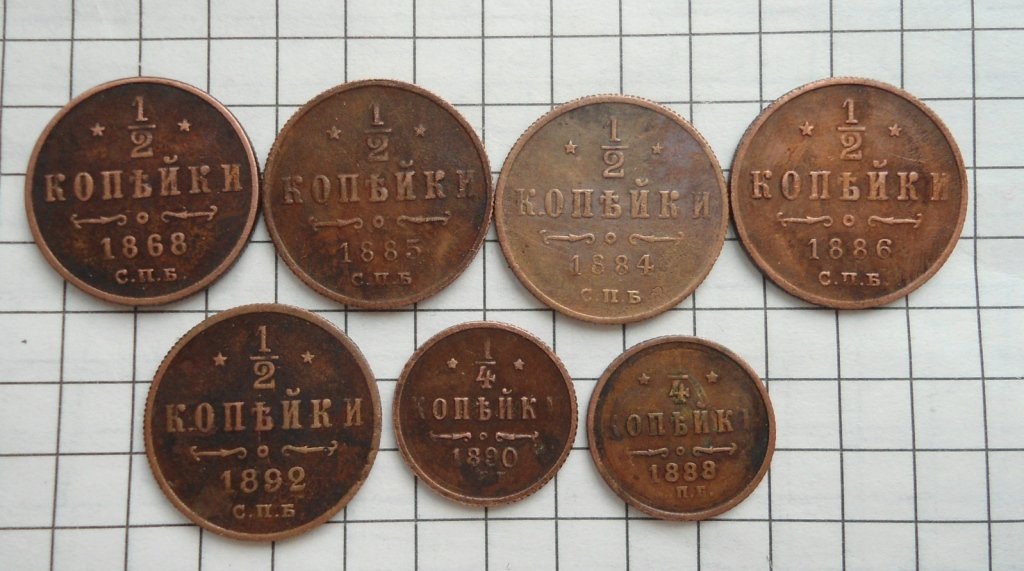 1/2
КОПѢЙКИ
1868
С.П.Б
1/2
КОПѢЙКИ
1885
С.П.Б
1/2
КОПѢЙКИ
1884
С.П.Б
1/2
КОПѢЙКИ
1886
С.П.Б.
1/2
КОПѢЙКИ
1892
С.П.Б
1/4
КОПѢЙКИ
1890
1/4
КОПѢЙКИ
1888
П.Б.